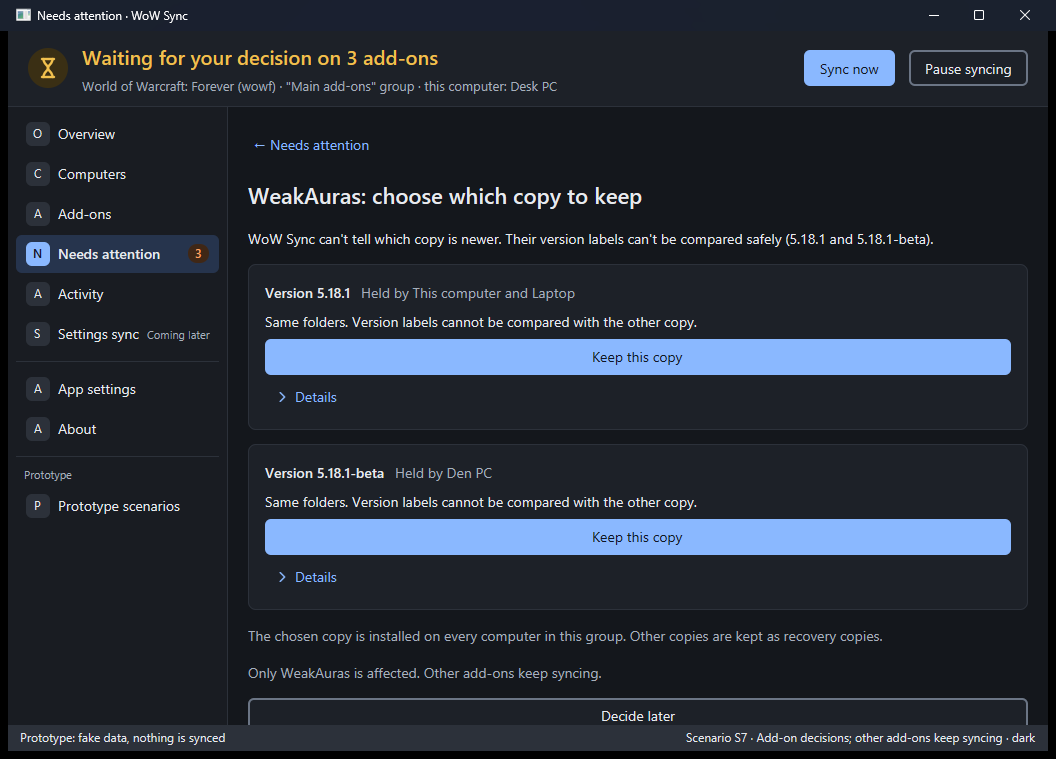 Needs attention · WoW Sync
Waiting for your decision on 3 add-ons
World of Warcraft: Forever (wowf) · "Main add-ons" group · this computer: Desk PC
Sync now
Pause syncing
O Overview
C Computers
A Add-ons
N Needs attention 3
A Activity
S Settings sync Coming later
A App settings
A About
Prototype
P Prototype scenarios
← Needs attention
WeakAuras: choose which copy to keep
WoW Sync can't tell which copy is newer. Their version labels can't be compared safely (5.18.1 and 5.18.1-beta).
Version 5.18.1 Held by This computer and Laptop
Same folders. Version labels cannot be compared with the other copy.
Keep this copy
Details
Version 5.18.1-beta Held by Den PC
Same folders. Version labels cannot be compared with the other copy.
Keep this copy
Details
The chosen copy is installed on every computer in this group. Other copies are kept as recovery copies.
Only WeakAuras is affected. Other add-ons keep syncing.
Decide later
Prototype: fake data, nothing is synced
Scenario S7 · Add-on decisions; other add-ons keep syncing · dark